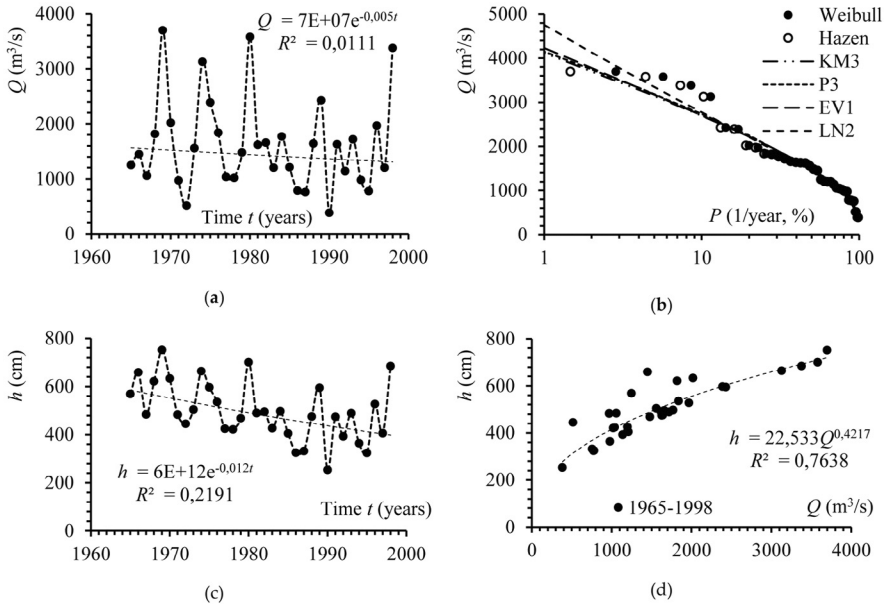 Q = 7E+07e-0,005t
R² = 0,0111
Q (m³/s)
4000
3000
2000
1000
0
1960 1970 1980 1990 2000
Time t (years)
(a)
Weibull
Hazen
KM3
P3
EV1
LN2
Q (m³/s)
5000
4000
3000
2000
1000
0
1 10 100
P (1/year, %)
(b)
h (cm)
800
600
400
200
0
1960 1970 1980 1990 2000
h = 6E+12e-0,012t
R² = 0,2191
Time t (years)
(c)
h (cm)
800
600
400
200
0
0 1000 2000 3000 4000
h = 22,533Q0,4217
R² = 0,7638
1965-1998
Q (m³/s)
(d)